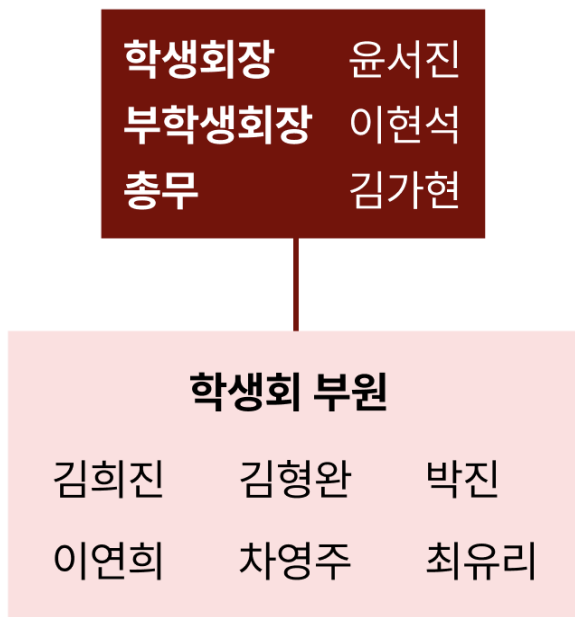 학생회장 윤서진
부학생회장 이현석
총무 김가현
학생회 부원
김희진 김형완 박진
이연희 차영주 최유리